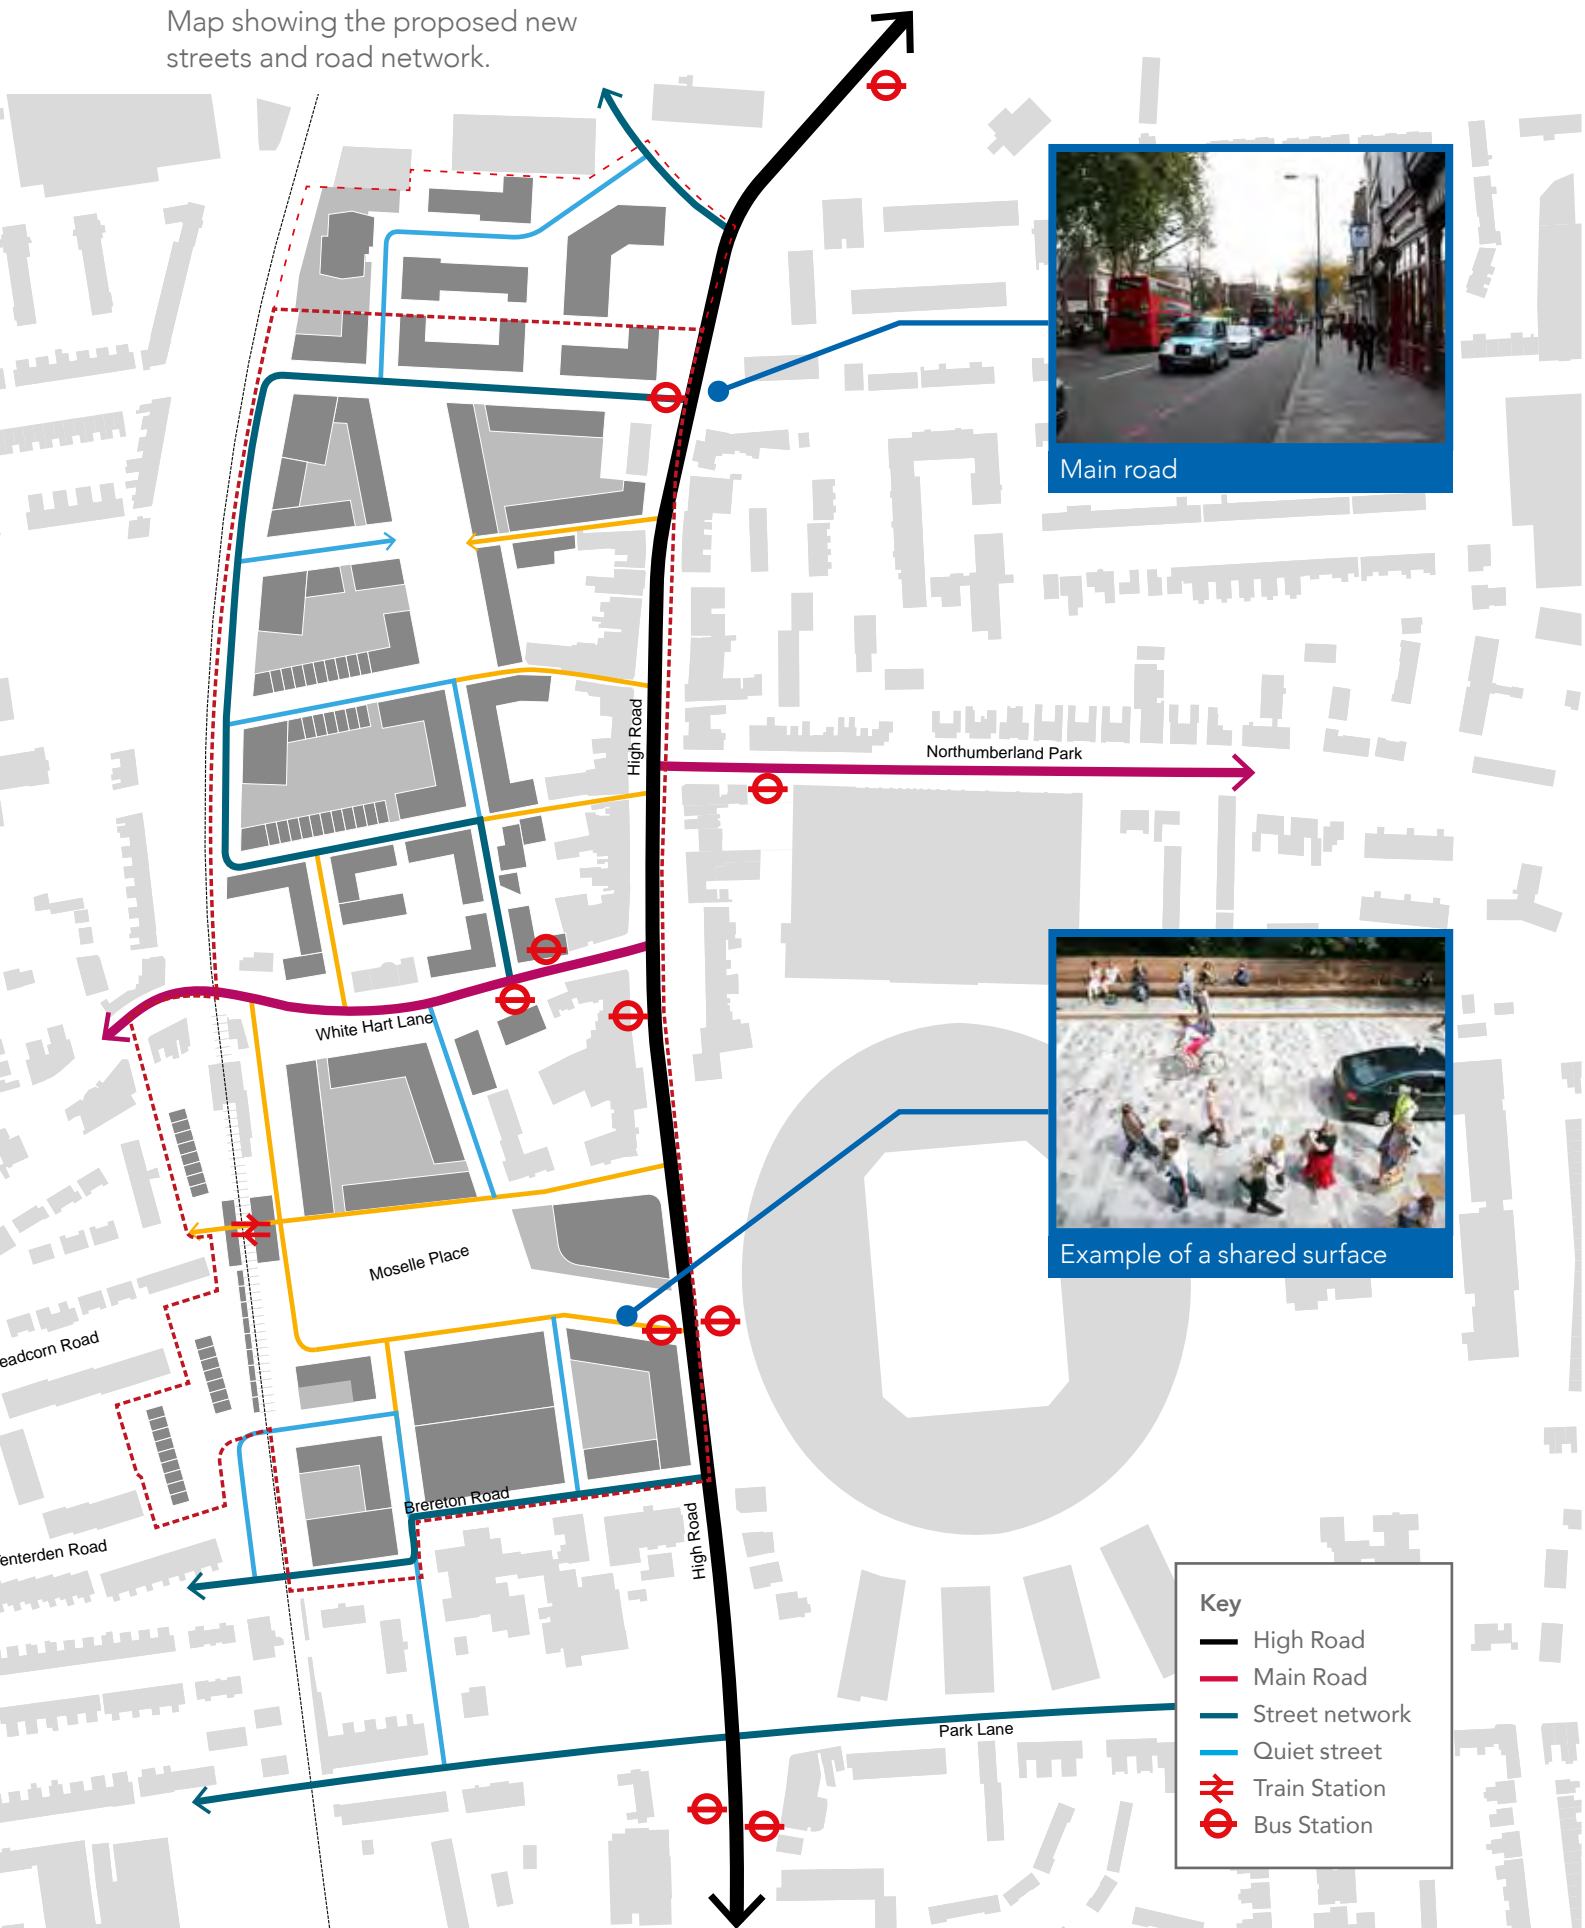 Map showing the proposed new
streets and road network.
Main road
High Road
Northumberland Park
White Hart Lane
Moselle Place
Example of a shared surface
eadcorn Road
Brereton Road
High Road
enterden Road
Park Lane
Key
High Road
Main Road
Street network
Quiet street
Train Station
Bus Station